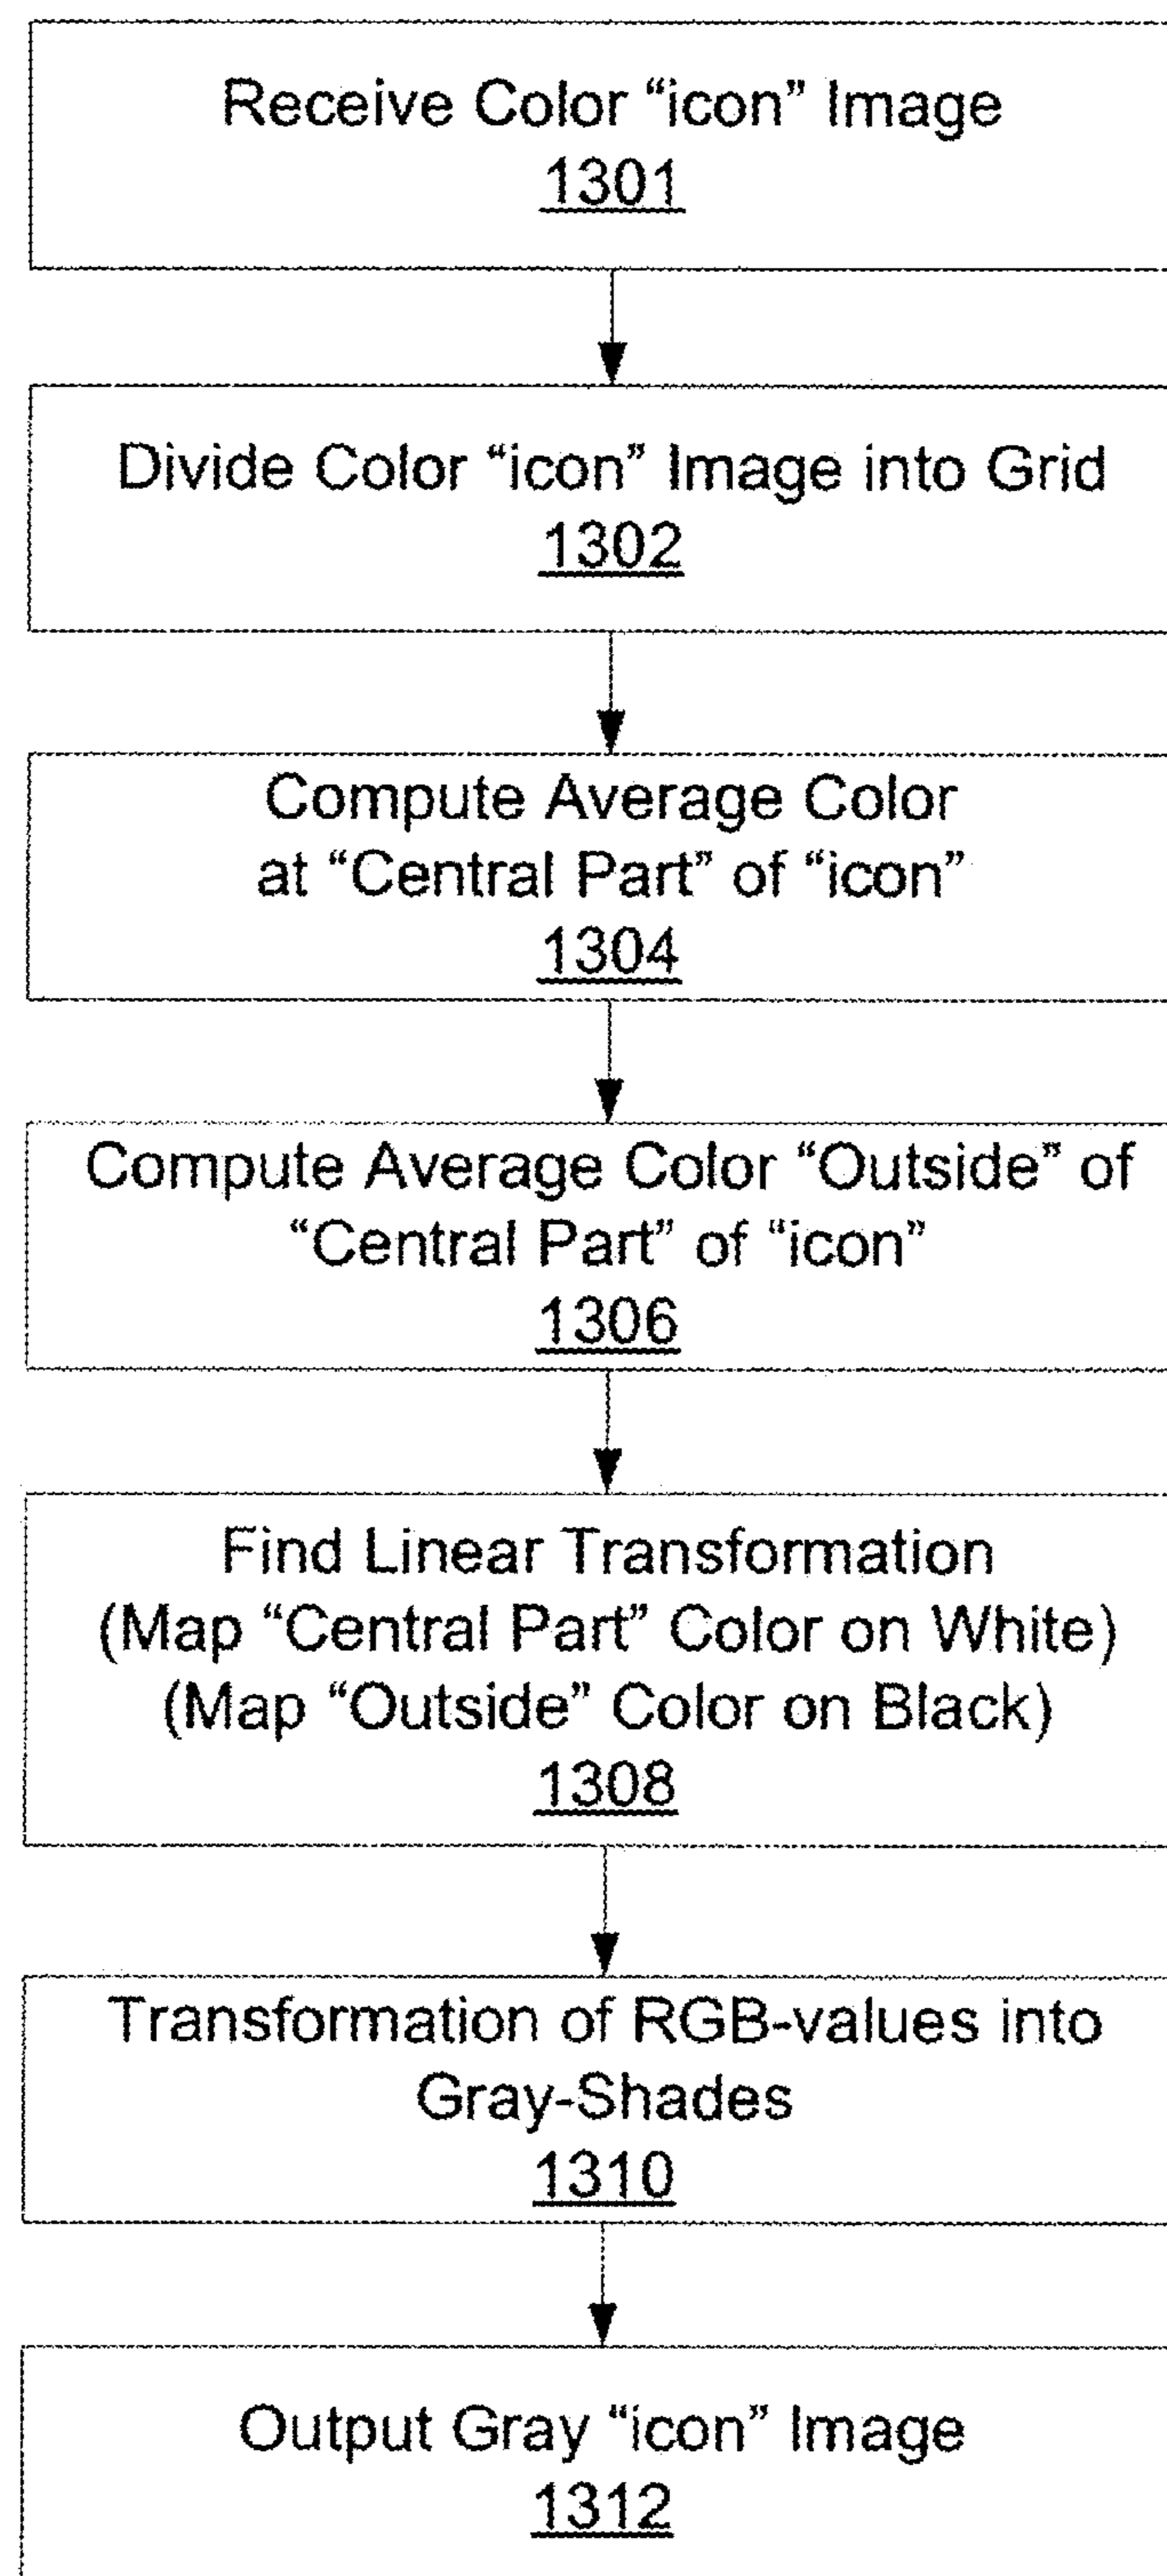 Receive Color “icon” Image
1301
Divide Color “icon” Image into Grid
1302
Compute Average Color
at “Central Part” of “icon”
1304
Compute Average Color “Outside” of
“Central Part” of “icon”
1306
Find Linear Transformation
(Map “Central Part” Color on White)
(Map “Outside” Color on Black)
1308
Transformation of RGB-values into
Gray-Shades
1310
Output Gray “icon” Image
1312